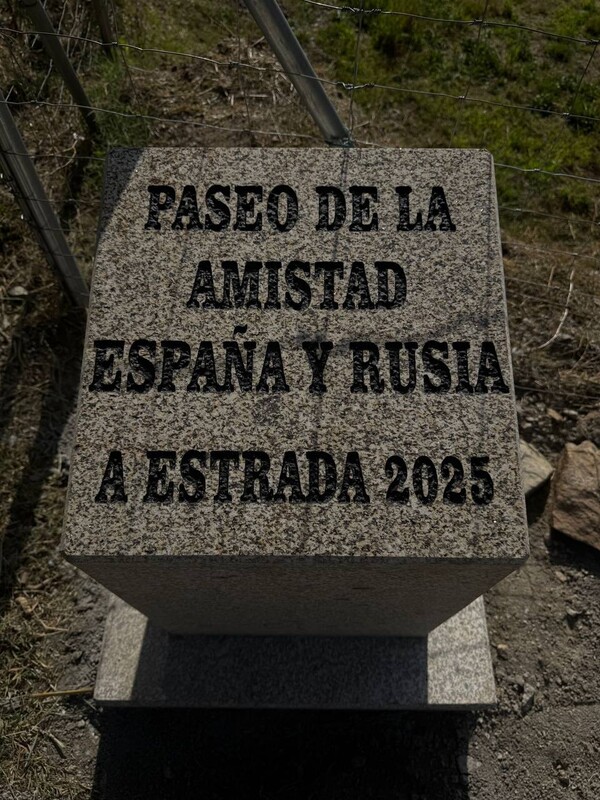 PASEO DE LA
AMISTAD
ESPAÑA Y RUSIA
A ESTRADA 2025